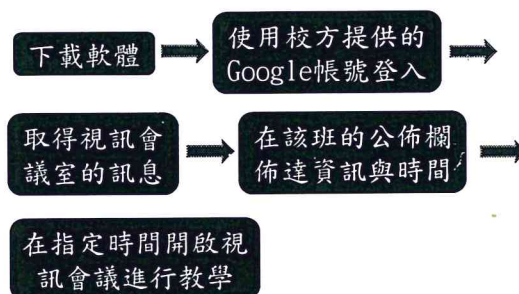 下載軟體
使用校方提供的
Google帳號登入
取得視訊會
議室的訊息
在該班的公佈欄
佈達資訊與時間
在指定時間開啟視
訊會議進行教學